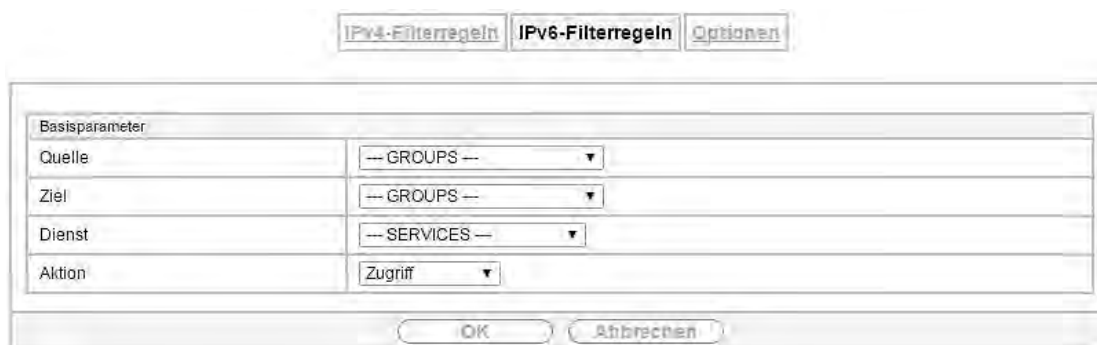 IPv4-Filterregeln IPv6-Filterregeln Optionen
Basisparameter
Quelle --- GROUPS ---
Ziel --- GROUPS ---
Dienst --- SERVICES ---
Aktion Zugriff
OK Abbrechen